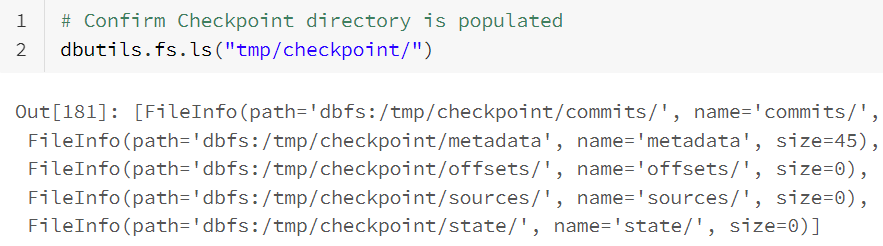 1 # Confirm Checkpoint directory is populated
2 dbutils.fs.ls("tmp/checkpoint/")
Out[181]: [FileInfo(path='dbfs:/tmp/checkpoint/commits/', name='commits/',
FileInfo(path='dbfs:/tmp/checkpoint/metadata', name='metadata', size=45),
FileInfo(path='dbfs:/tmp/checkpoint/offsets/', name='offsets/', size=0),
FileInfo(path='dbfs:/tmp/checkpoint/sources/', name='sources/', size=0),
FileInfo(path='dbfs:/tmp/checkpoint/state/', name='state/', size=0)]